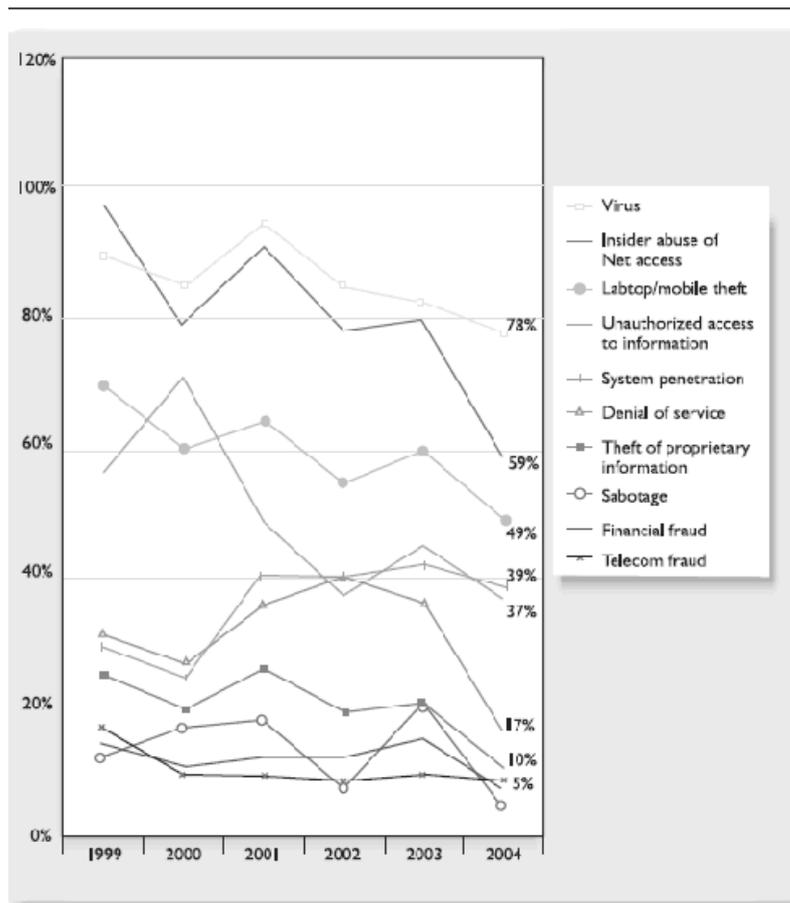 120%
100%
80%
60%
40%
20%
0%
78%
59%
49%
39%
37%
17%
10%
5%
1999 2000 2001 2002 2003 2004
Virus
Insider abuse of
Net access
Labtop/mobile theft
Unauthorized access
to information
System penetration
Denial of service
Theft of proprietary
information
Sabotage
Financial fraud
Telecom fraud